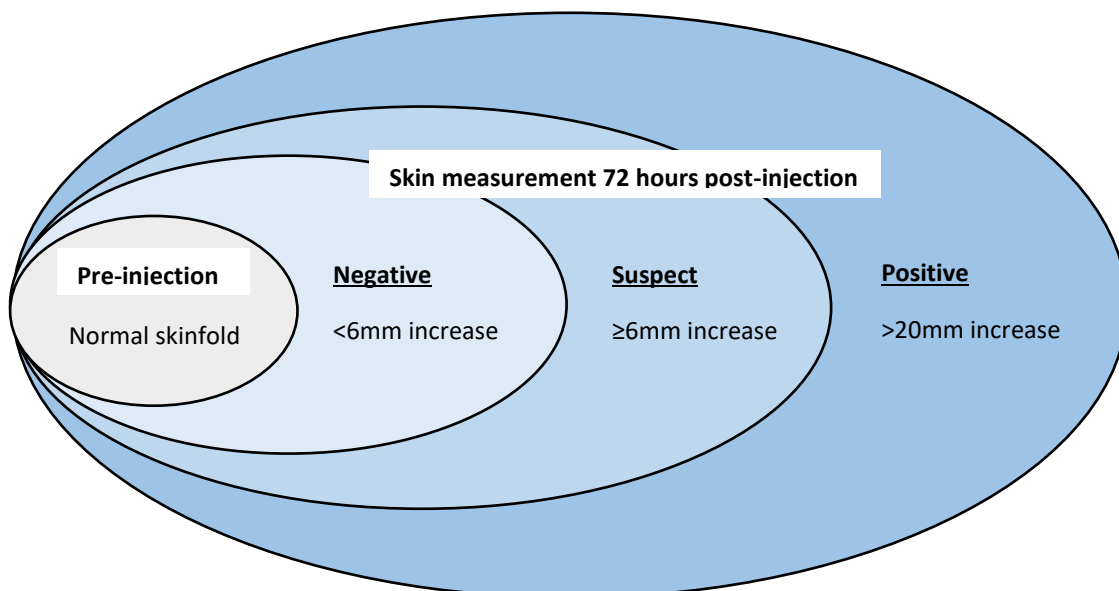 Skin measurement 72 hours post-injection
Pre-injection
Normal skinfold
Negative
<6mm increase
Suspect
≥6mm increase
Positive
>20mm increase